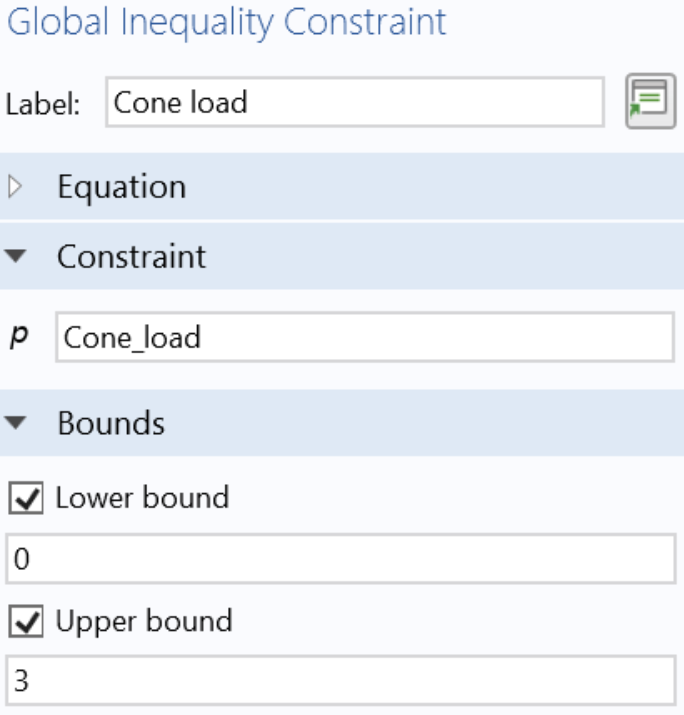 Global Inequality Constraint
Label: Cone load
Equation
Constraint
p Cone_load
Bounds
Lower bound
0
Upper bound
3